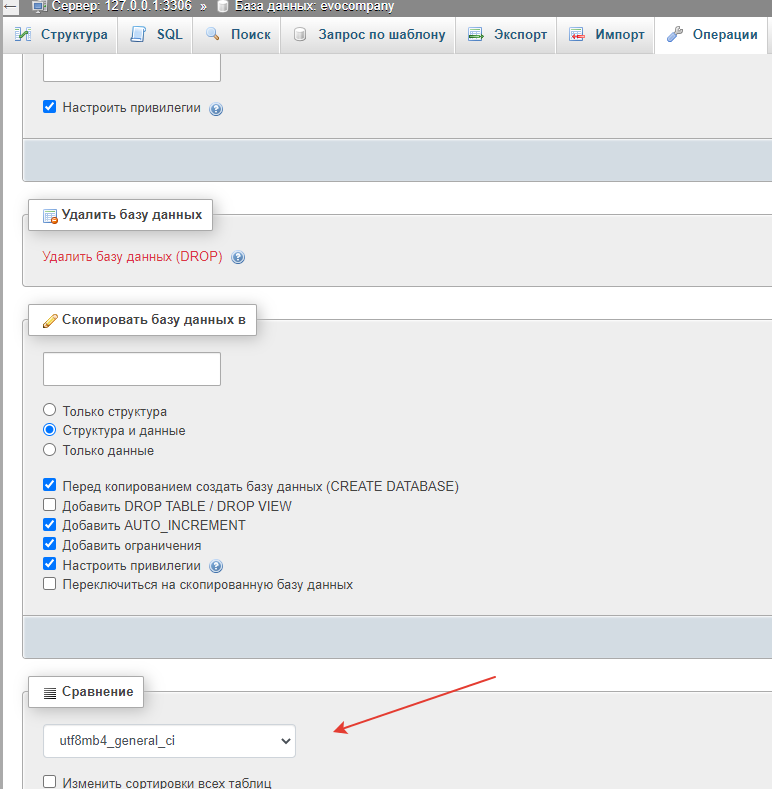 Сервер: 127.0.0.1:3306 » База данных: evocompany
Структура SQL Поиск Запрос по шаблону Экспорт Импорт Операции
Настроить привилегии
Удалить базу данных
Удалить базу данных (DROP)
Скопировать базу данных в
Только структура
Структура и данные
Только данные
Перед копированием создать базу данных (CREATE DATABASE)
Добавить DROP TABLE / DROP VIEW
Добавить AUTO_INCREMENT
Добавить ограничения
Настроить привилегии
Переключиться на скопированную базу данных
Сравнение
utf8mb4_general_ci
Изменить сортировки всех таблиц